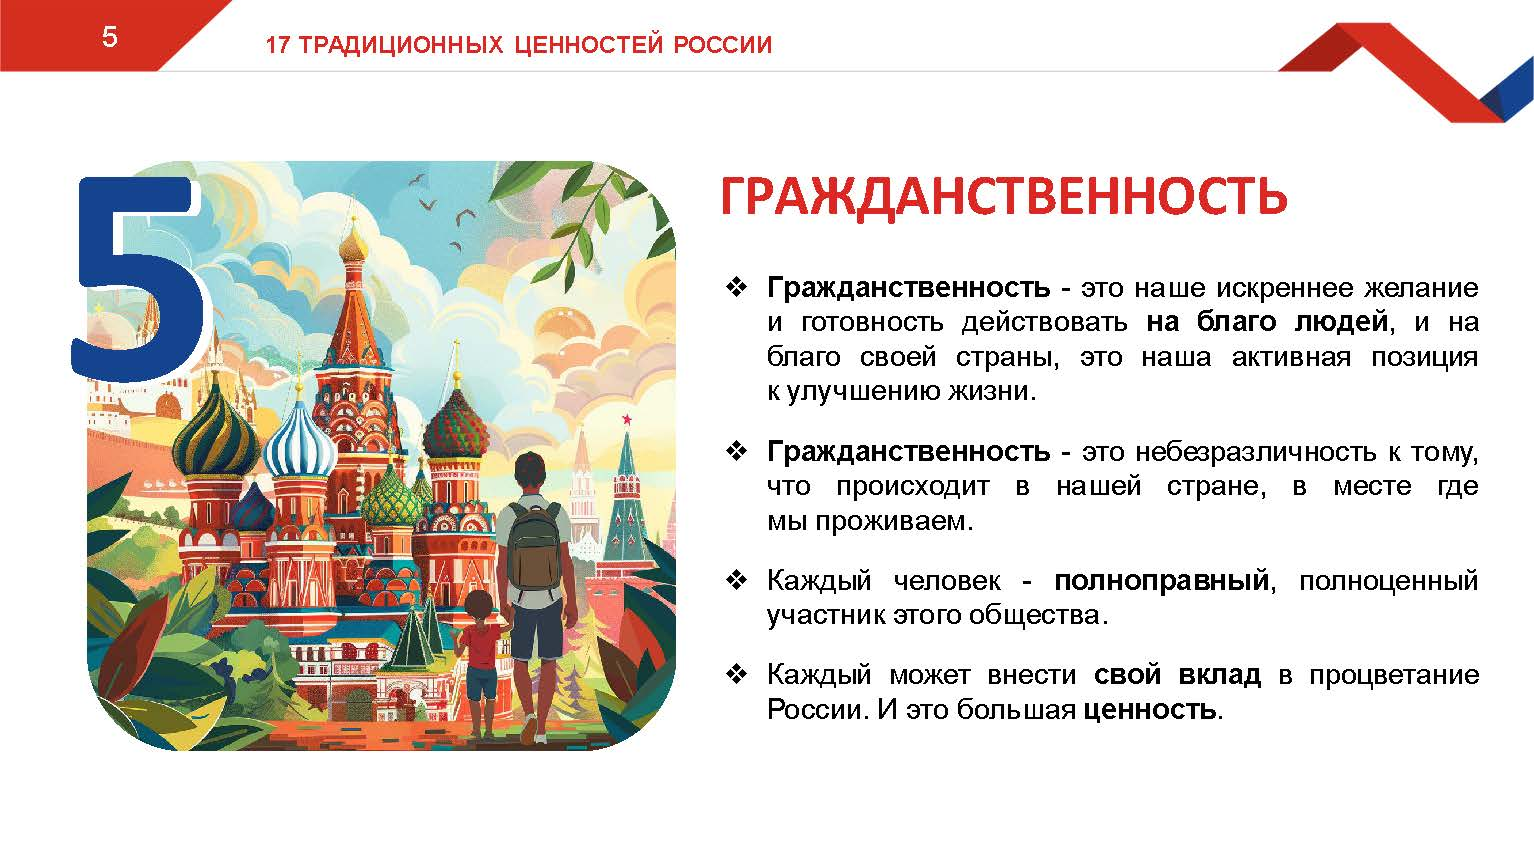 5
17 ТРАДИЦИОННЫХ ЦЕННОСТЕЙ РОССИИ
5
ГРАЖДАНСТВЕННОСТЬ
❖ Гражданственность - это наше искреннее желание
и готовность действовать на благо людей, и на
благо своей страны, это наша активная позиция
к улучшению жизни.
❖ Гражданственность - это небезразличность к тому,
что происходит в нашей стране, в месте где
мы проживаем.
❖ Каждый человек - полноправный, полноценный
участник этого общества.
❖ Каждый может внести свой вклад в процветание
России. И это большая ценность.